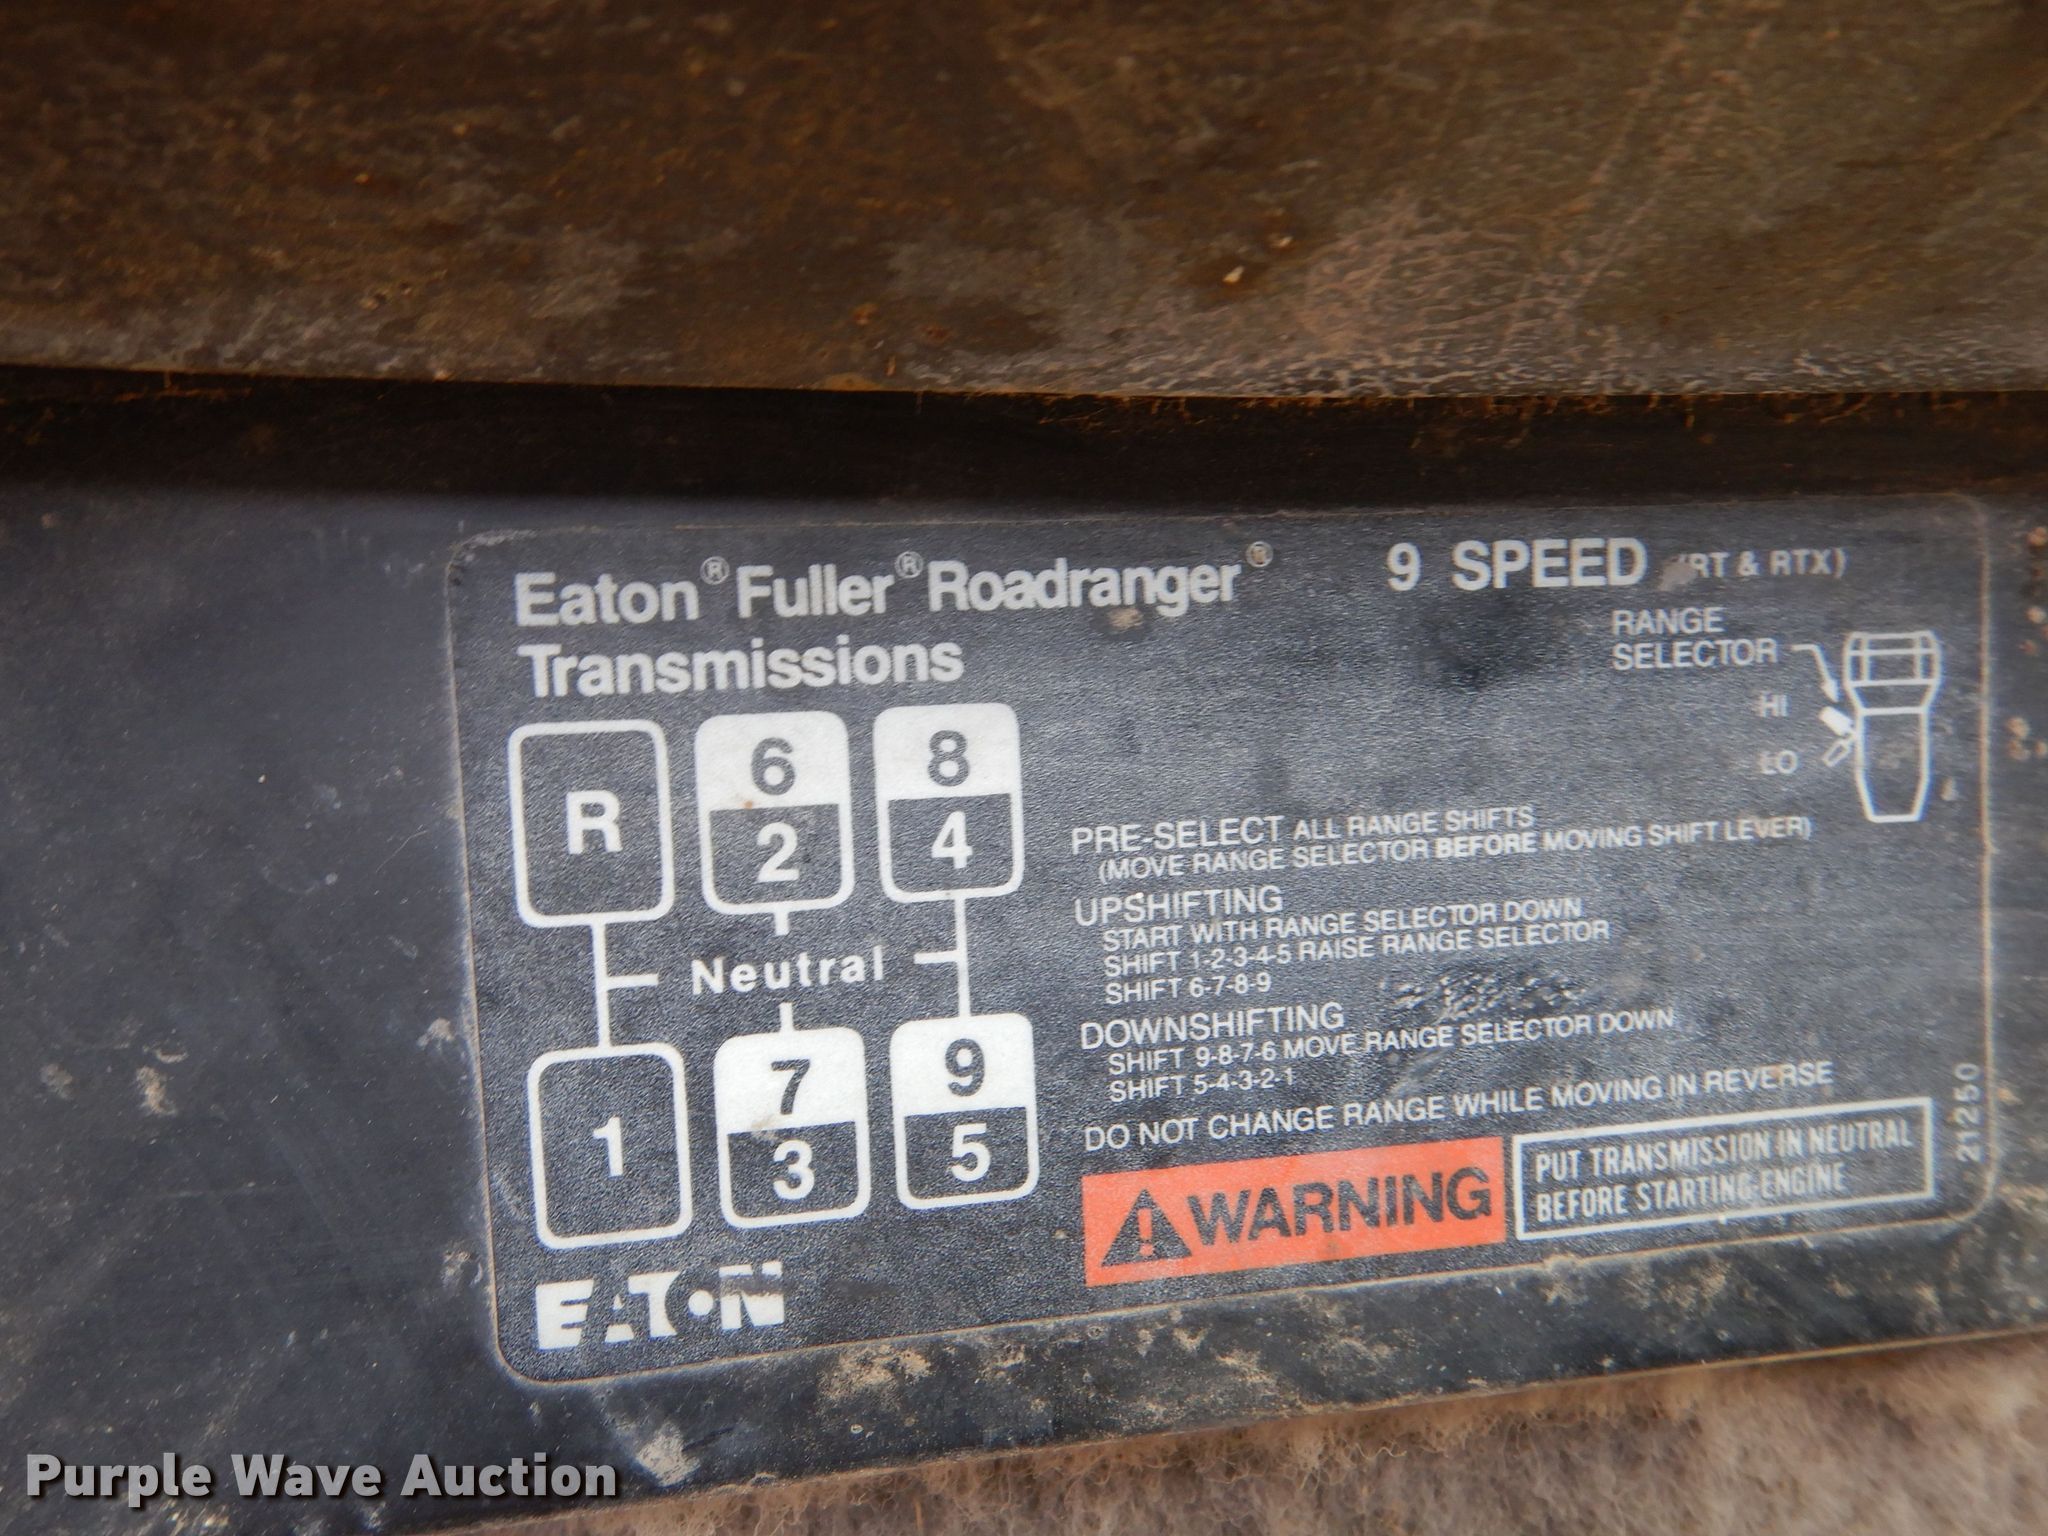 Eaton® Fuller® Roadranger®
Transmissions
9 SPEED (RT & RTX)
RANGE
SELECTOR
HI
LO
R
6
2
8
4
Neutral
1
7
3
9
5
PRE-SELECT ALL RANGE SHIFTS
(MOVE RANGE SELECTOR BEFORE MOVING SHIFT LEVER)
UPSHIFTING
START WITH RANGE SELECTOR DOWN
SHIFT 1-2-3-4-5 RAISE RANGE SELECTOR
SHIFT 6-7-8-9
DOWNSHIFTING
SHIFT 9-8-7-6 MOVE RANGE SELECTOR DOWN
SHIFT 5-4-3-2-1
DO NOT CHANGE RANGE WHILE MOVING IN REVERSE
WARNING
PUT TRANSMISSION IN NEUTRAL
BEFORE STARTING ENGINE
21250
EATON
Purple Wave Auction